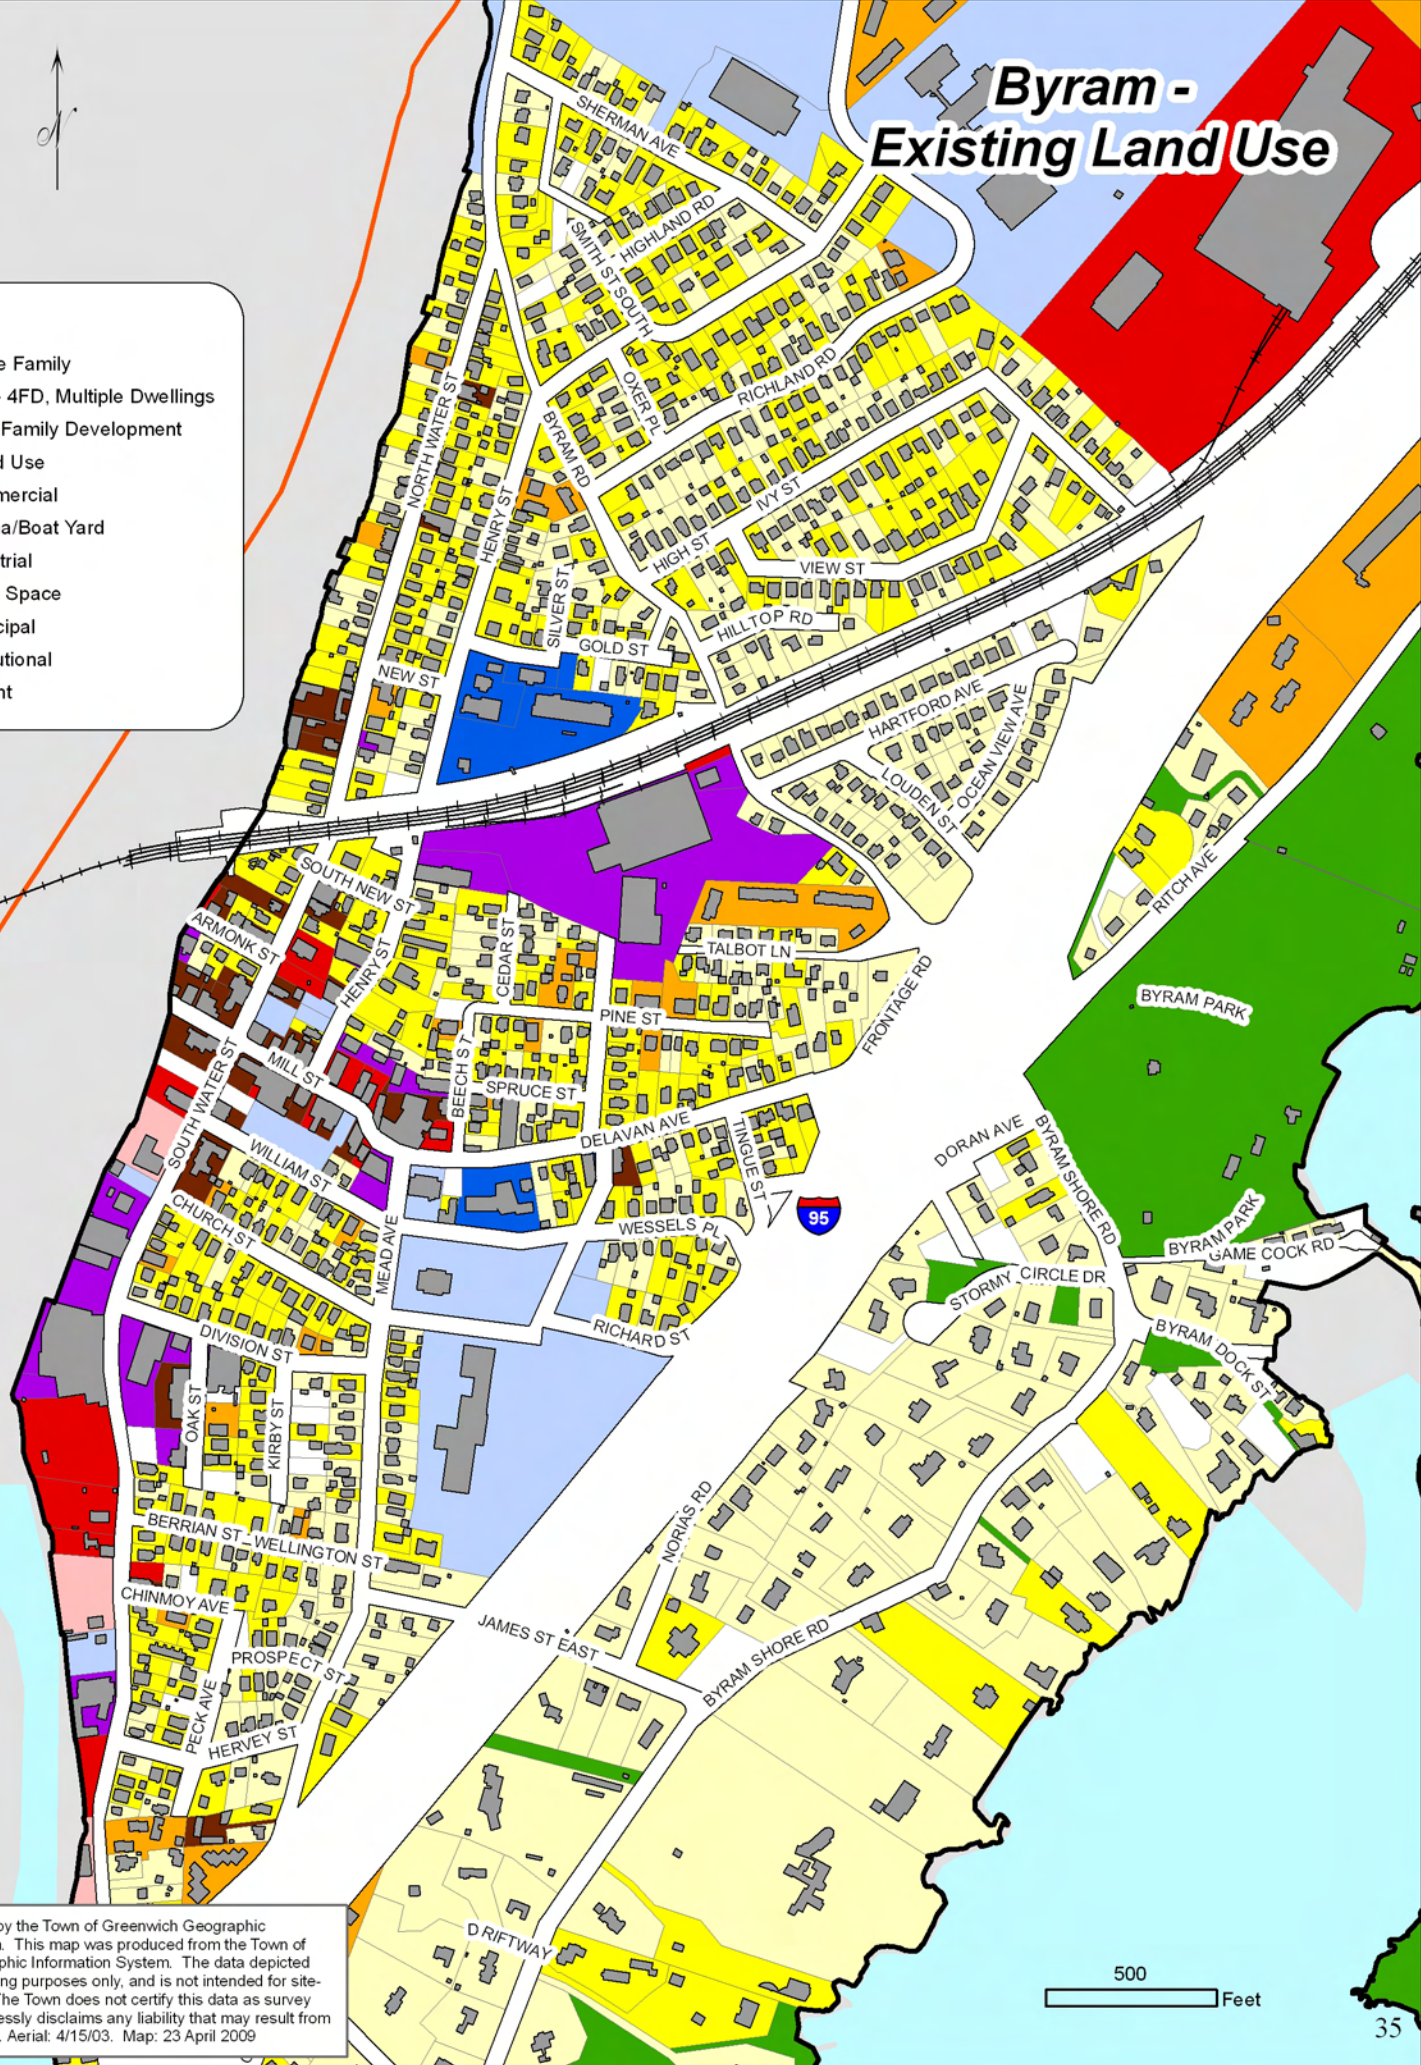 Byram -
Existing Land Use
N
e Family
4FD, Multiple Dwellings
Family Development
d Use
mercial
a/Boat Yard
trial
Space
cipal
utional
nt
SHERMAN AVE
HIGHLAND RD
SMITH ST SOUTH
OXER PL
RICHLAND RD
NORTH WATER ST
BYRAM RD
HENRY ST
IVY ST
HIGH ST
VIEW ST
SILVER ST
HILLTOP RD
GOLD ST
NEW ST
HARTFORD AVE
OCEAN VIEW AVE
LOUDEN ST
SOUTH NEW ST
RITCH AVE
ARMONK ST
HENRY ST
CEDAR ST
TALBOT LN
FRONTAGE RD
BYRAM PARK
PINE ST
MILL ST
BEECH ST
SPRUCE ST
SOUTH WATER ST
DELAVAN AVE
TINGUE ST
DORAN AVE
BYRAM SHORE RD
WILLIAM ST
95
CHURCH ST
MEAD AVE
WESSELS PL
BYRAM PARK
GAME COCK RD
STORMY CIRCLE DR
DIVISION ST
RICHARD ST
BYRAM DOCK ST
OAK ST
KIRBY ST
NORIAS RD
BERRIAN ST
WELLINGTON ST
CHINMOY AVE
JAMES ST EAST
BYRAM SHORE RD
PROSPECT ST
PECK AVE
HERVEY ST
DRIFTWAY
by the Town of Greenwich Geographic
This map was produced from the Town of
phic Information System. The data depicted
ng purposes only, and is not intended for site-
The Town does not certify this data as survey
essly disclaims any liability that may result from
. Aerial: 4/15/03. Map: 23 April 2009
500
Feet
35